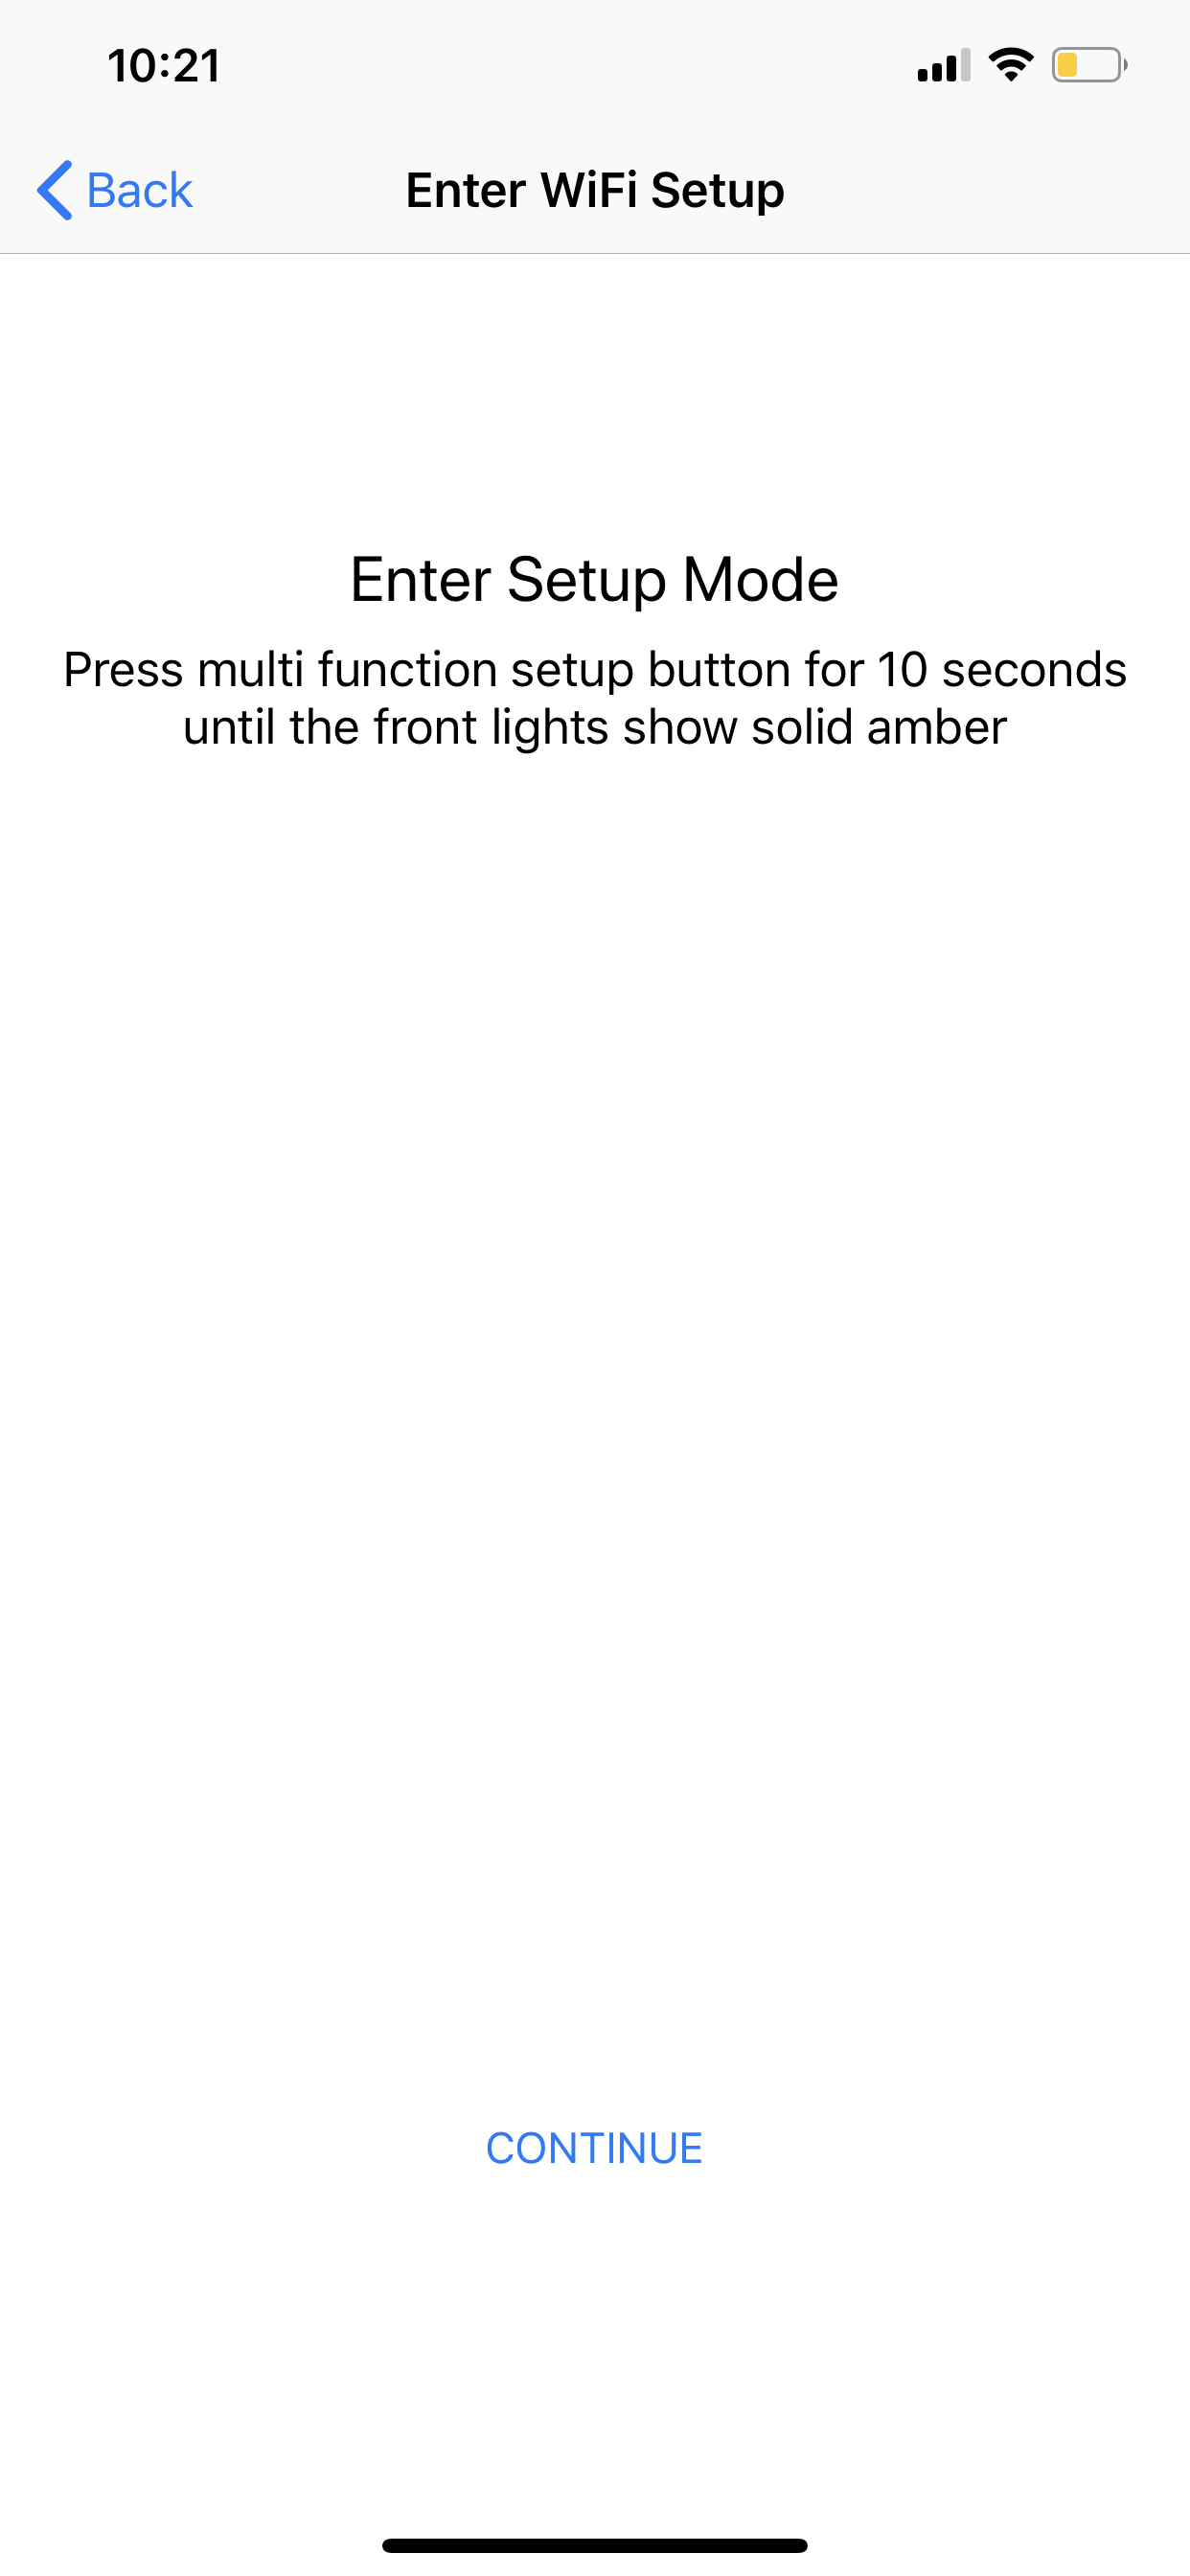 10:21
Back
Enter WiFi Setup
Enter Setup Mode
Press multi function setup button for 10 seconds
until the front lights show solid amber
CONTINUE